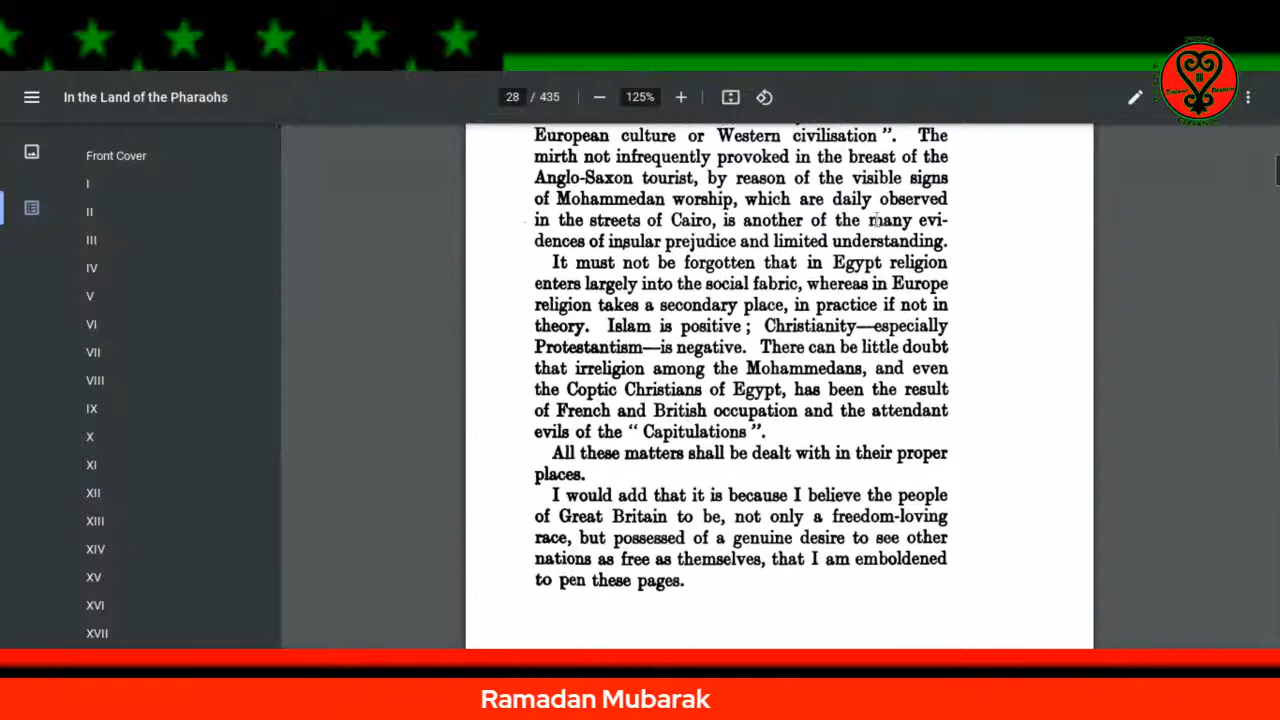 In the Land of the Pharaohs
28 / 435
125%
Front Cover
I
II
III
IV
V
VI
VII
VIII
IX
X
XI
XII
XIII
XIV
XV
XVI
XVII
European culture or Western civilisation”. The
mirth not infrequently provoked in the breast of the
Anglo-Saxon tourist, by reason of the visible signs
of Mohammedan worship, which are daily observed
in the streets of Cairo, is another of the many evi-
dences of insular prejudice and limited understanding.
It must not be forgotten that in Egypt religion
enters largely into the social fabric, whereas in Europe
religion takes a secondary place, in practice if not in
theory. Islam is positive; Christianity—especially
Protestantism—is negative. There can be little doubt
that irreligion among the Mohammedans, and even
the Coptic Christians of Egypt, has been the result
of French and British occupation and the attendant
evils of the “Capitulations”.
All these matters shall be dealt with in their proper
places.
I would add that it is because I believe the people
of Great Britain to be, not only a freedom-loving
race, but possessed of a genuine desire to see other
nations as free as themselves, that I am emboldened
to pen these pages.
Ramadan Mubarak